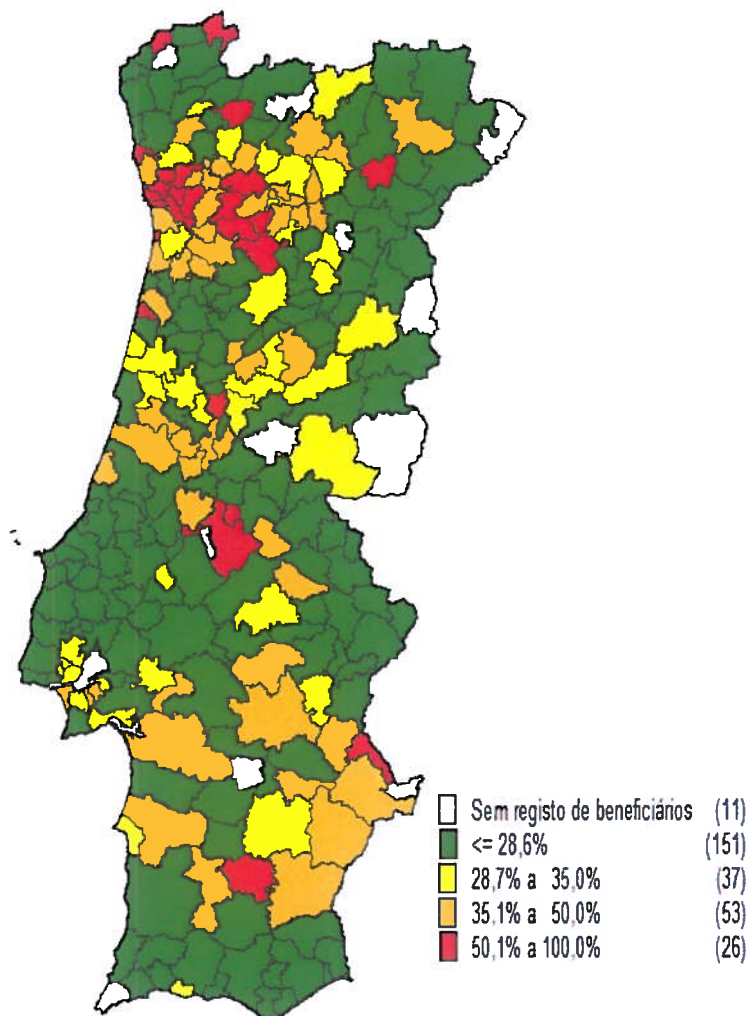 Sem registo de beneficiários (11)
<= 28,6% (151)
28,7% a 35,0% (37)
35,1% a 50,0% (53)
50,1% a 100,0% (26)